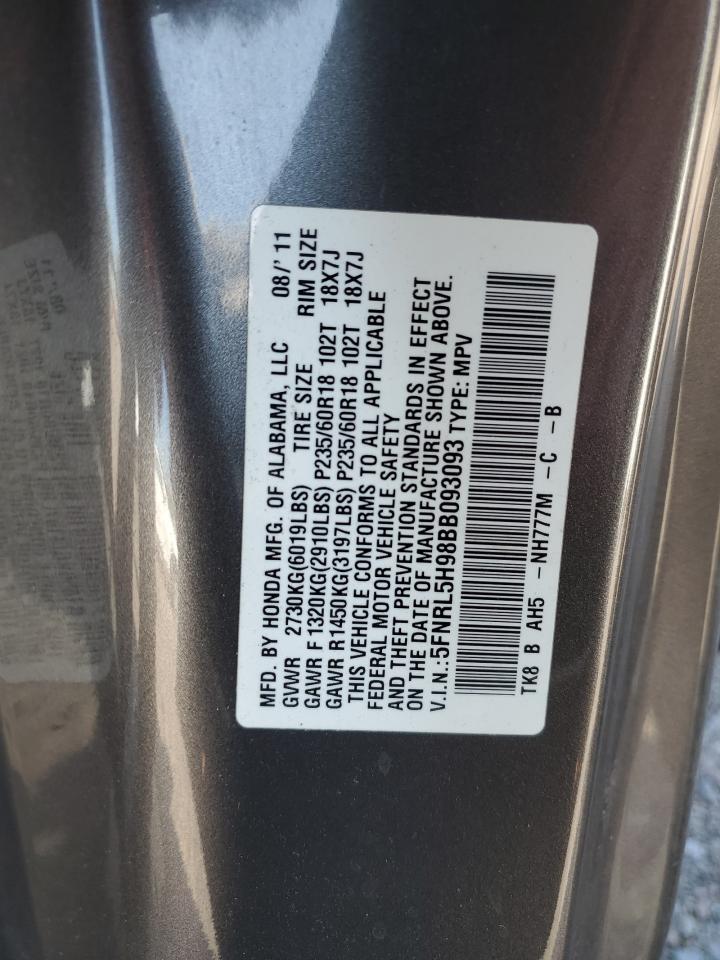 MFD. BY HONDA MFG. OF ALABAMA, LLC 08/'11
GVWR 2730KG(6019LBS) TIRE SIZE RIM SIZE
GAWR F 1320KG(2910LBS) P235/60R18 102T 18X7J
GAWR R1450KG(3197LBS) P235/60R18 102T 18X7J
THIS VEHICLE CONFORMS TO ALL APPLICABLE
FEDERAL MOTOR VEHICLE SAFETY
AND THEFT PREVENTION STANDARDS IN EFFECT
ON THE DATE OF MANUFACTURE SHOWN ABOVE.
V.I.N.:5FNRL5H98BB093093 TYPE: MPV
TK8 B AH5 -NH777M -C -B